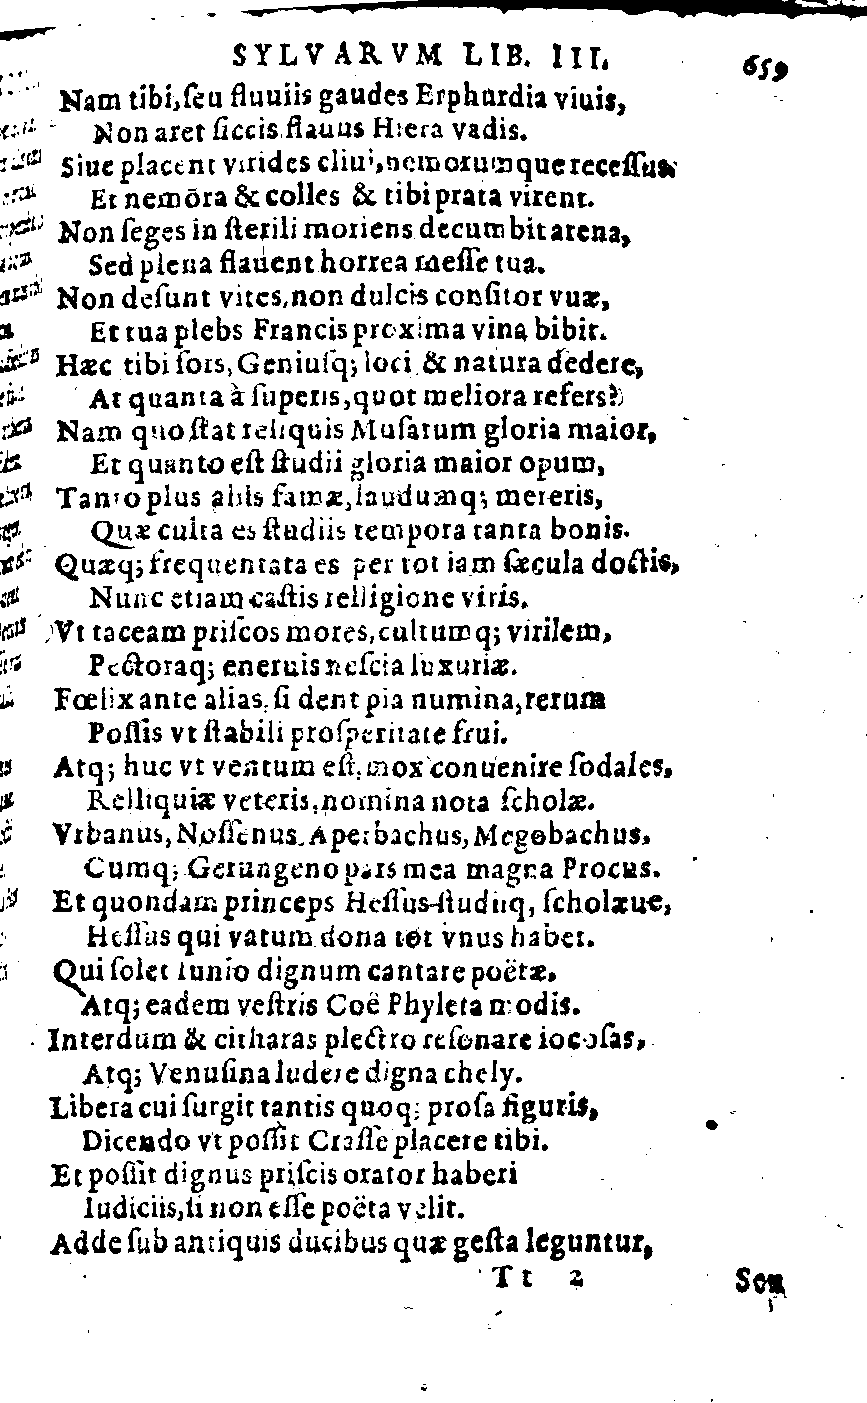 SYLVARVM LIB. III. 659
Nam tibi, ſeu fluuiis gaudes Erphurdia viuis,
Non aret ſiccis flauus Hiera vadis.
Siue placent virides cliui, nemorumque receſſus,
Et nemōra & colles & tibi prata virent.
Non ſeges in ſterili moriens decumbit arena,
Sed plena flauent horrea meſſe tua.
Non deſunt vites, non dulcis conſitor vuæ,
Et tua plebs Francis proxima vina bibit.
Hæc tibi ſors, Geniuſq; loci & natura dedere,
At quanta à ſuperis, quot meliora refers?
Nam quo ſtat reliquis Muſarum gloria maior,
Et quanto eſt ſtudii gloria maior opum,
Tanto plus aliis famæ, laudumq; mereris,
Quæ culta es ſtudiis tempora tanta bonis.
Quæq; frequentata es per tot iam ſæcula doctis,
Nunc etiam caſtis relligione viris.
Vt taceam priſcos mores, cultumq; virilem,
Pectoraq; eneruis neſcia luxuriæ.
Fœlix ante alias, ſi dent pia numina, rerum
Poſſis vt ſtabili proſperitate frui.
Atq; huc vt ventum eſt, mox conuenire ſodales,
Relliquiæ veteris, nomina nota ſcholæ.
Vrbanus, Noſſenus, Aperbachus, Megobachus,
Cumq; Gerungeno pars mea magna Procus.
Et quondam princeps Heſſus ſtudiiq, ſcholæue,
Heſſus qui vatum dona tot vnus habet.
Qui ſolet Iunio dignum cantare poëtæ,
Atq; eadem veſtris Coë Phyleta modis.
Interdum & citharas plectro reſonare iocoſas,
Atq; Venuſina ludere digna chely.
Libera cui ſurgit tantis quoq; proſa figuris,
Dicendo vt poſſit Craſſe placere tibi.
Et poſſit dignus priſcis orator haberi
Iudiciis, ſi non eſſe poëta velit.
Adde ſub antiquis ducibus quæ geſta leguntur,
Tt 2 Seu